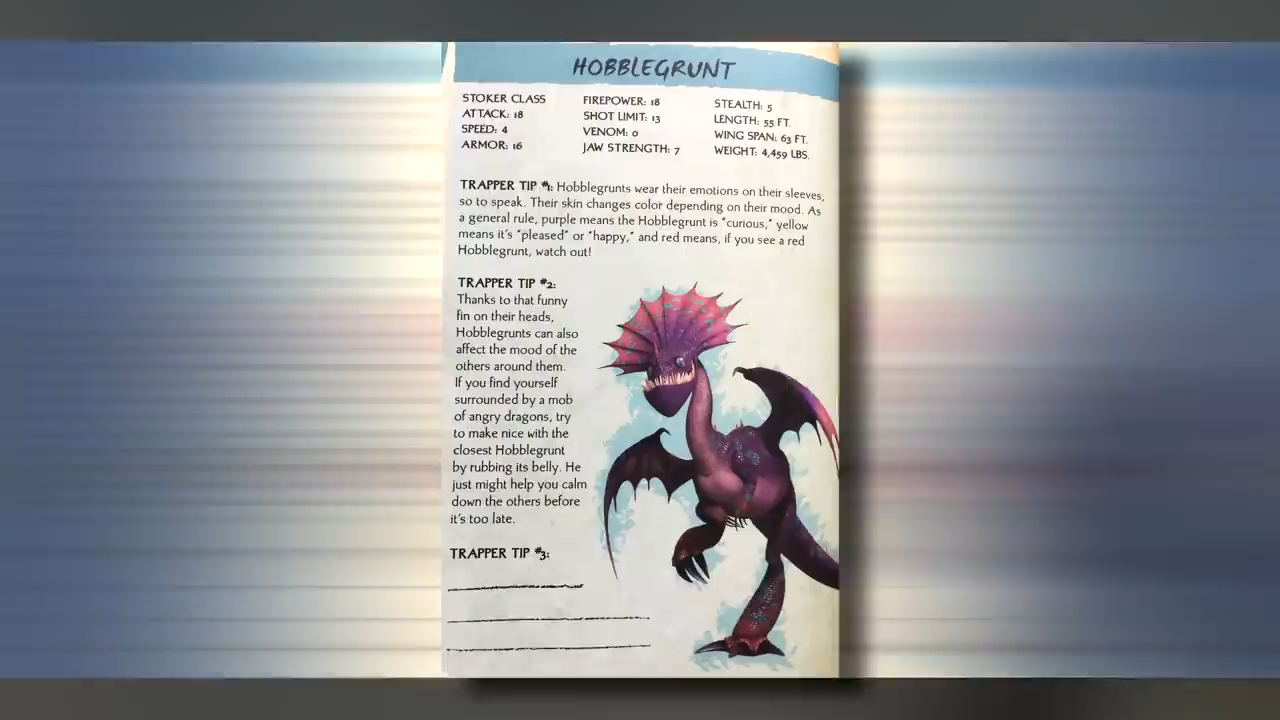 HOBBLEGRUNT
STOKER CLASS
ATTACK: 18
SPEED: 4
ARMOR: 16
FIREPOWER: 18
SHOT LIMIT: 13
VENOM: 0
JAW STRENGTH: 7
STEALTH: 5
LENGTH: 55 FT.
WING SPAN: 63 FT.
WEIGHT: 4,459 LBS.
TRAPPER TIP #1: Hobblegrunts wear their emotions on their sleeves,
so to speak. Their skin changes color depending on their mood. As
a general rule, purple means the Hobblegrunt is "curious," yellow
means it's "pleased" or "happy," and red means, if you see a red
Hobblegrunt, watch out!
TRAPPER TIP #2:
Thanks to that funny
fin on their heads,
Hobblegrunts can also
affect the mood of the
others around them.
If you find yourself
surrounded by a mob
of angry dragons, try
to make nice with the
closest Hobblegrunt
by rubbing its belly. He
just might help you calm
down the others before
it's too late.
TRAPPER TIP #3: